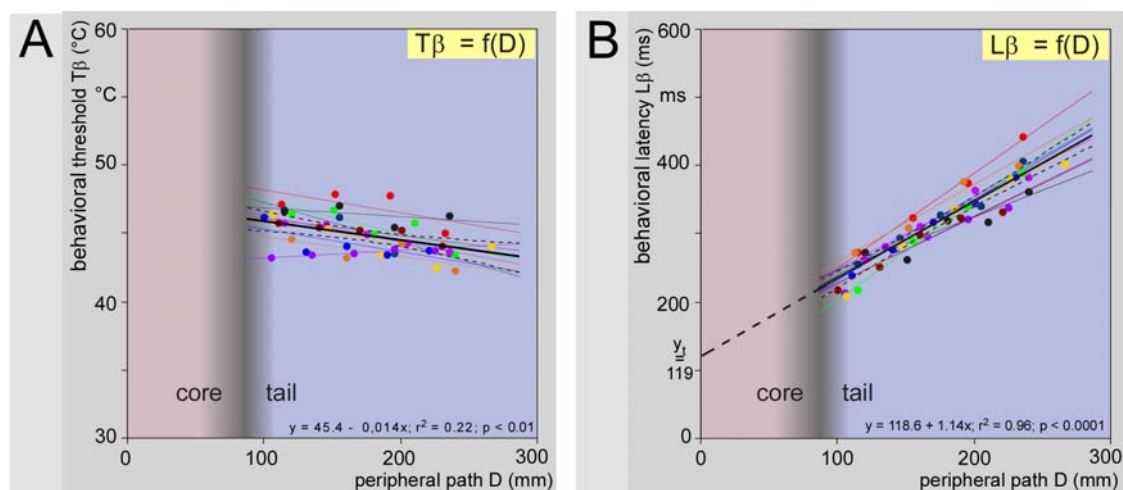 A
behavioral threshold Tβ (°C)
60
°C
50
40
30
Tβ = f(D)
core tail
y = 45.4 - 0,014x; r² = 0.22; p < 0.01
0 100 200 300
peripheral path D (mm)
B
behavioral latency Lβ (ms)
600
ms
400
200
yt
=
119
0
Lβ = f(D)
core tail
y = 118.6 + 1.14x; r² = 0.96; p < 0.0001
0 100 200 300
peripheral path D (mm)